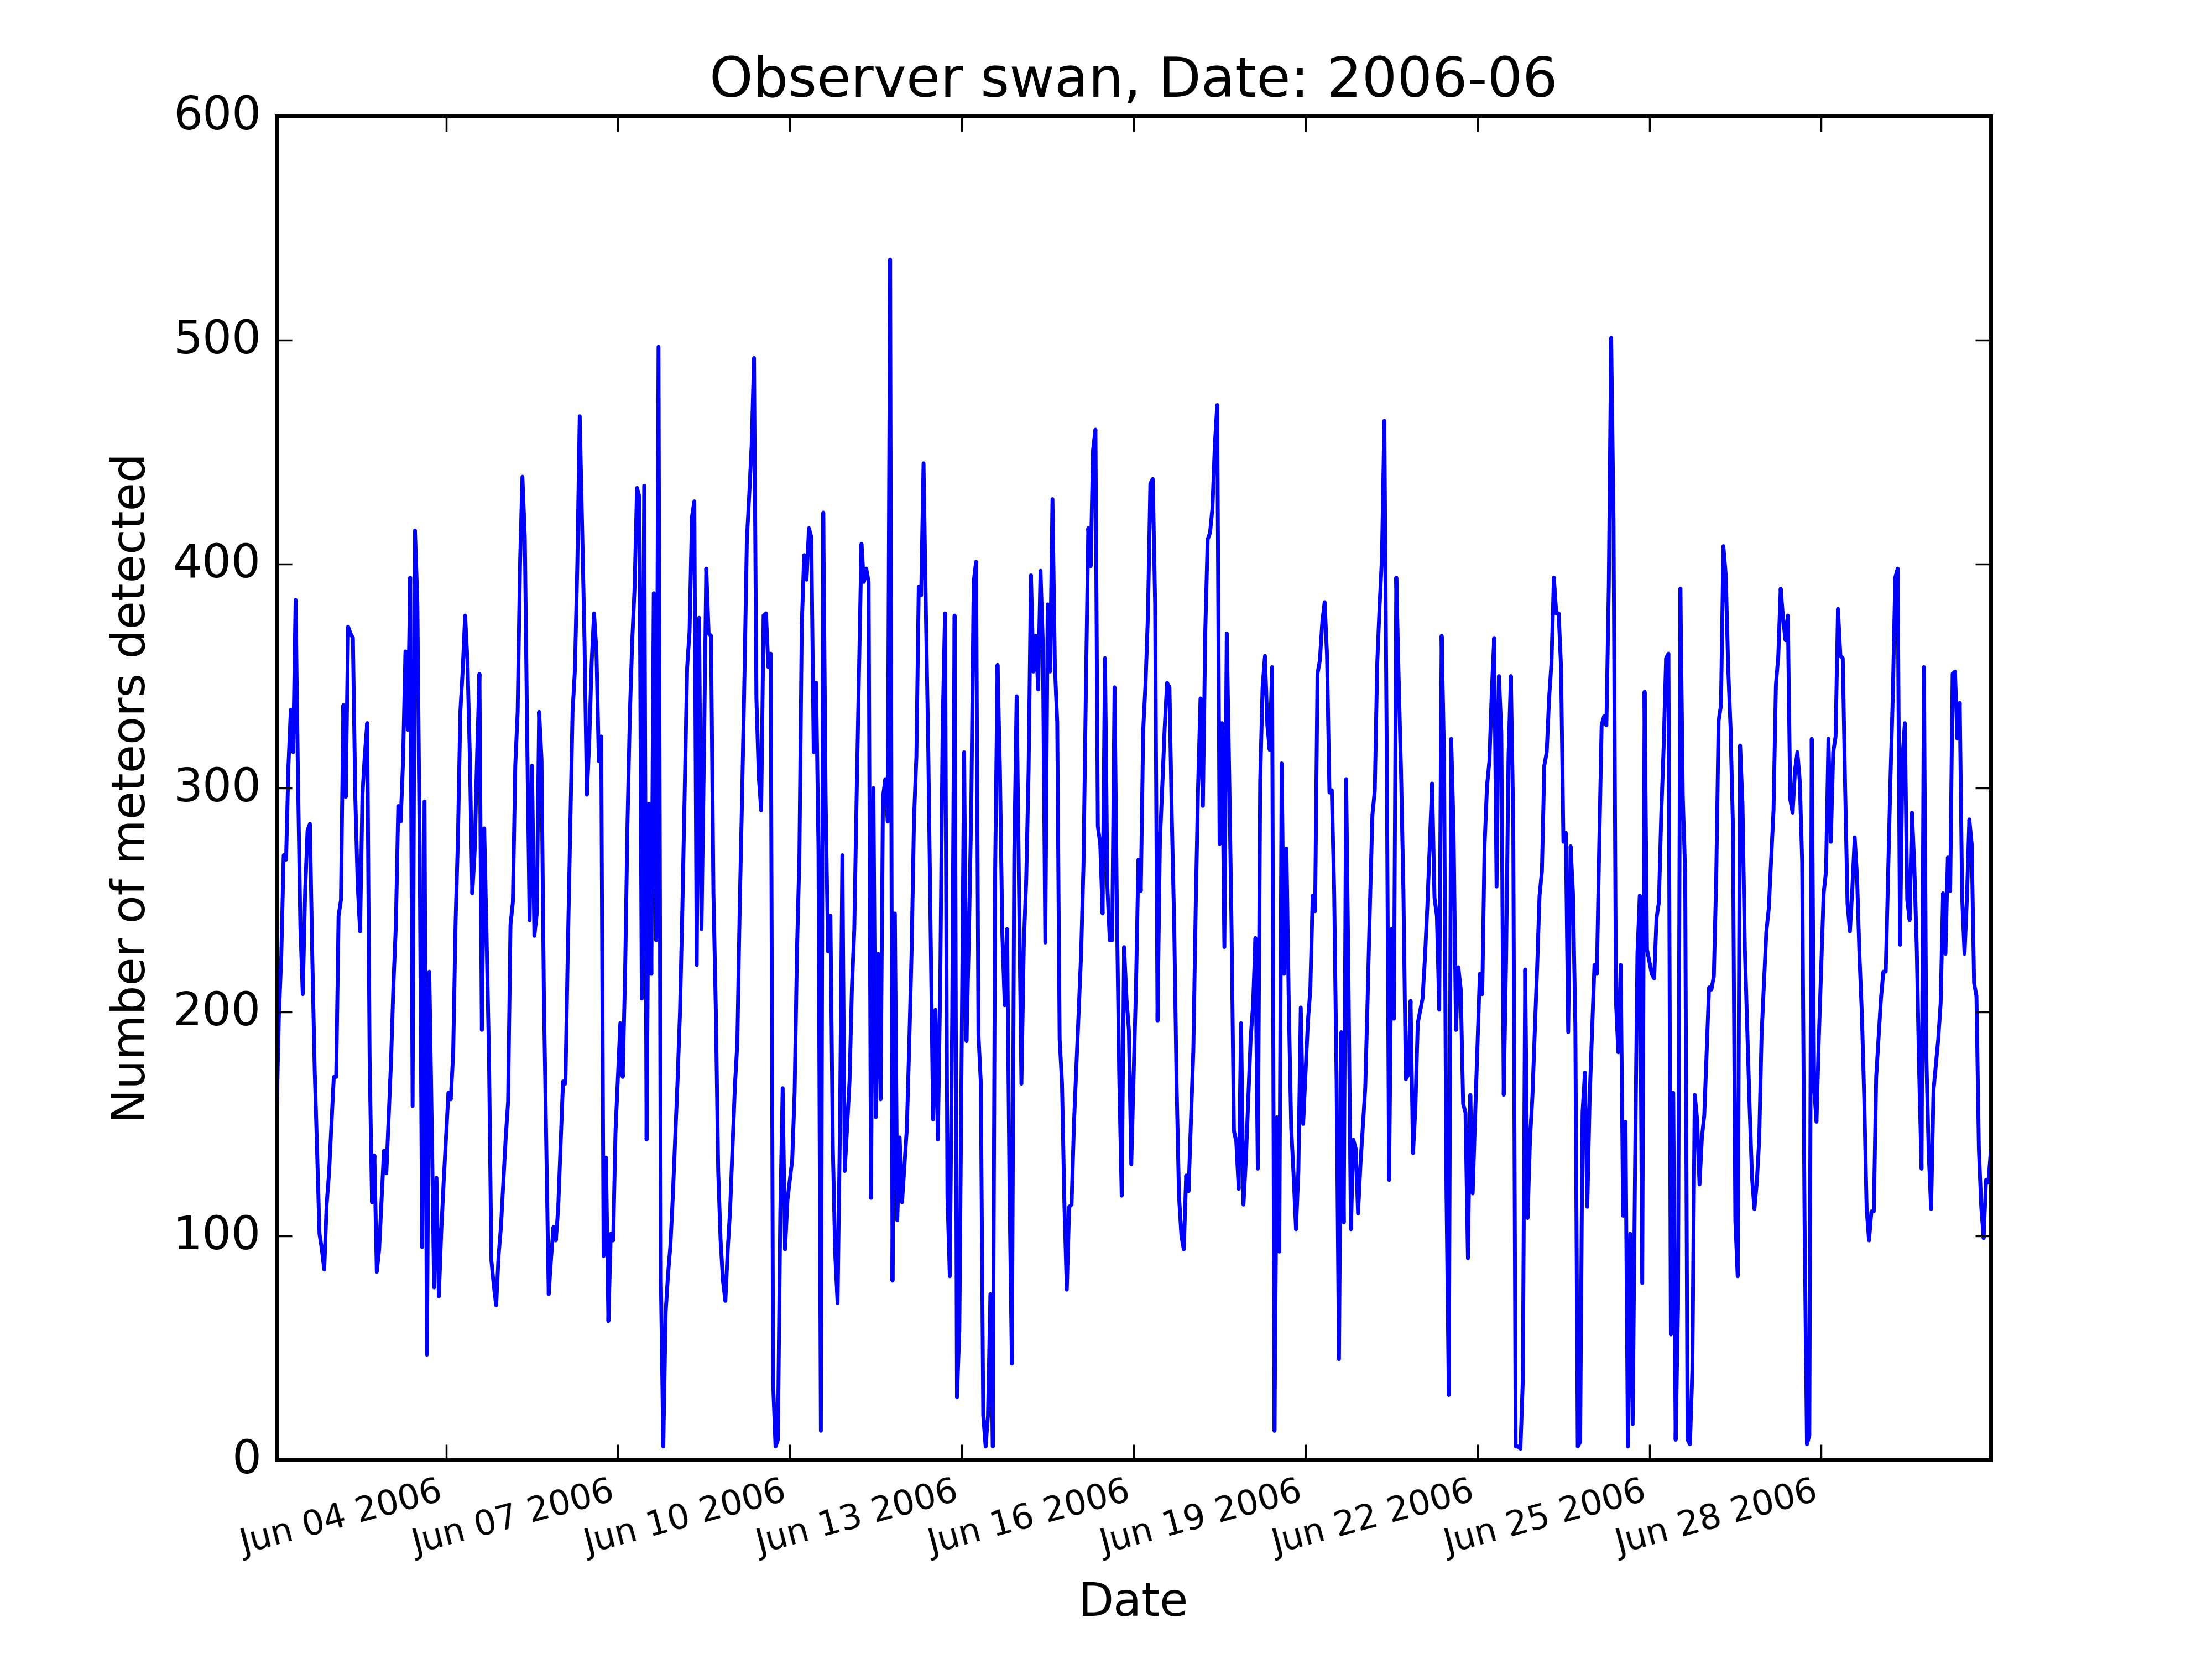 Observer swan, Date: 2006-06
600
500
400
300
200
100
0
Number of meteors detected
Jun 04 2006
Jun 07 2006
Jun 10 2006
Jun 13 2006
Jun 16 2006
Jun 19 2006
Jun 22 2006
Jun 25 2006
Jun 28 2006
Date